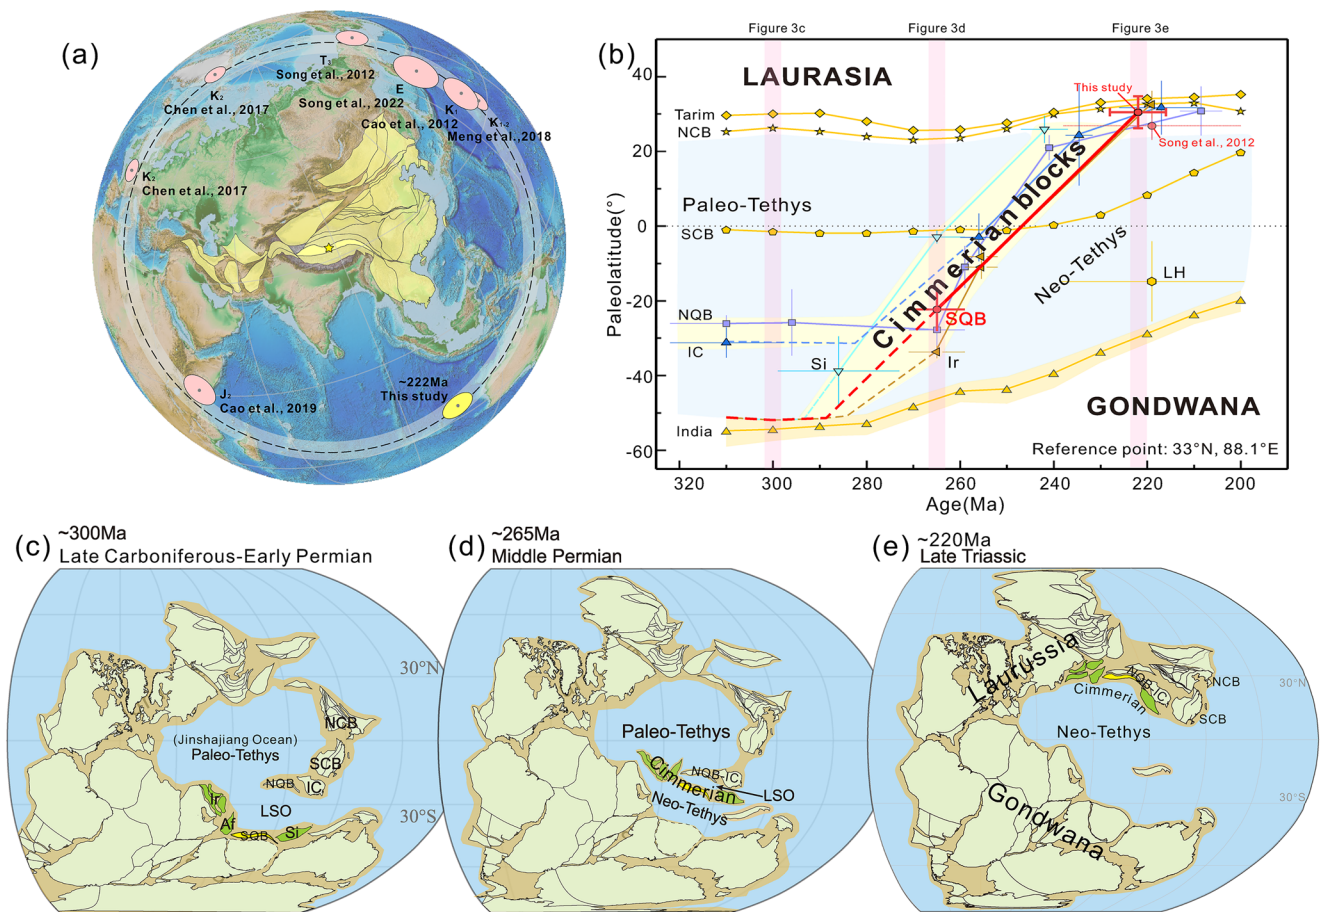 (a)
T₃
Song et al., 2012
K₂
Chen et al., 2017
E
Song et al., 2022
K₁
Cao et al., 2012
K₁₋₂
Meng et al., 2018
K₂
Chen et al., 2017
J₂
Cao et al., 2019
~222Ma
This study
(b)
Figure 3c
Figure 3d
Figure 3e
LAURASIA
This study
Tarim
NCB
Song et al., 2012
Paleo-Tethys
SCB
Cimmerian blocks
Neo-Tethys
LH
NQB
SQB
IC
Si
Ir
GONDWANA
India
Reference point: 33°N, 88.1°E
40
20
0
-20
-40
-60
Paleolatitude(°)
320
300
280
260
240
220
200
Age(Ma)
(c)
~300Ma
Late Carboniferous-Early Permian
30°N
NCB
(Jinshajiang Ocean)
Paleo-Tethys
SCB
NQB
IC
Ir
LSO
30°S
Af
SQB
Si
(d)
~265Ma
Middle Permian
Paleo-Tethys
NQB-IC
Cimmerian
LSO
Neo-Tethys
(e)
~220Ma
Late Triassic
Laurussia
NQB-IC
NCB
30°N
Cimmerian
SCB
Neo-Tethys
30°S
Gondwana